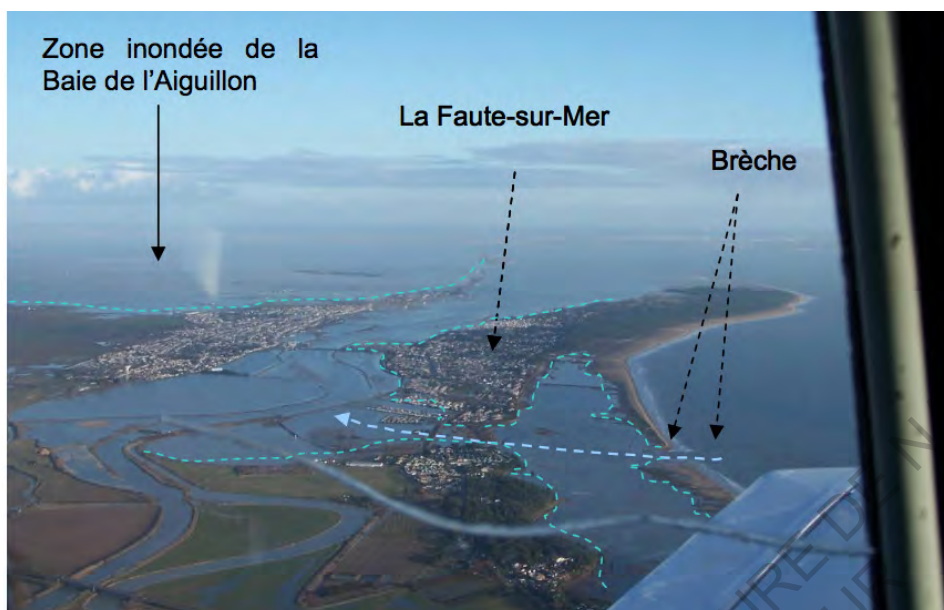 Zone inondée de la
Baie de l'Aiguillon
La Faute-sur-Mer
Brèche